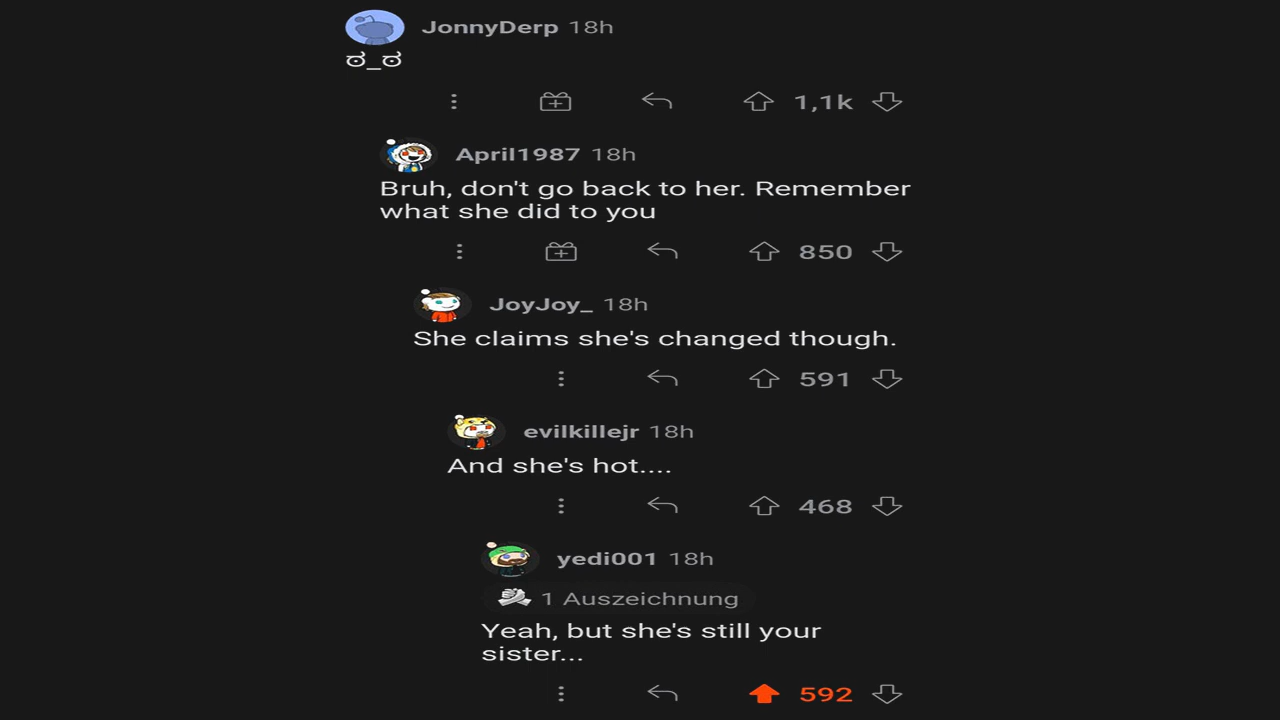 JonnyDerp 18h
ಠ_ಠ
1,1k
April1987 18h
Bruh, don't go back to her. Remember
what she did to you
850
JoyJoy_ 18h
She claims she's changed though.
591
evilkillejr 18h
And she's hot....
468
yedi001 18h
1 Auszeichnung
Yeah, but she's still your
sister...
592